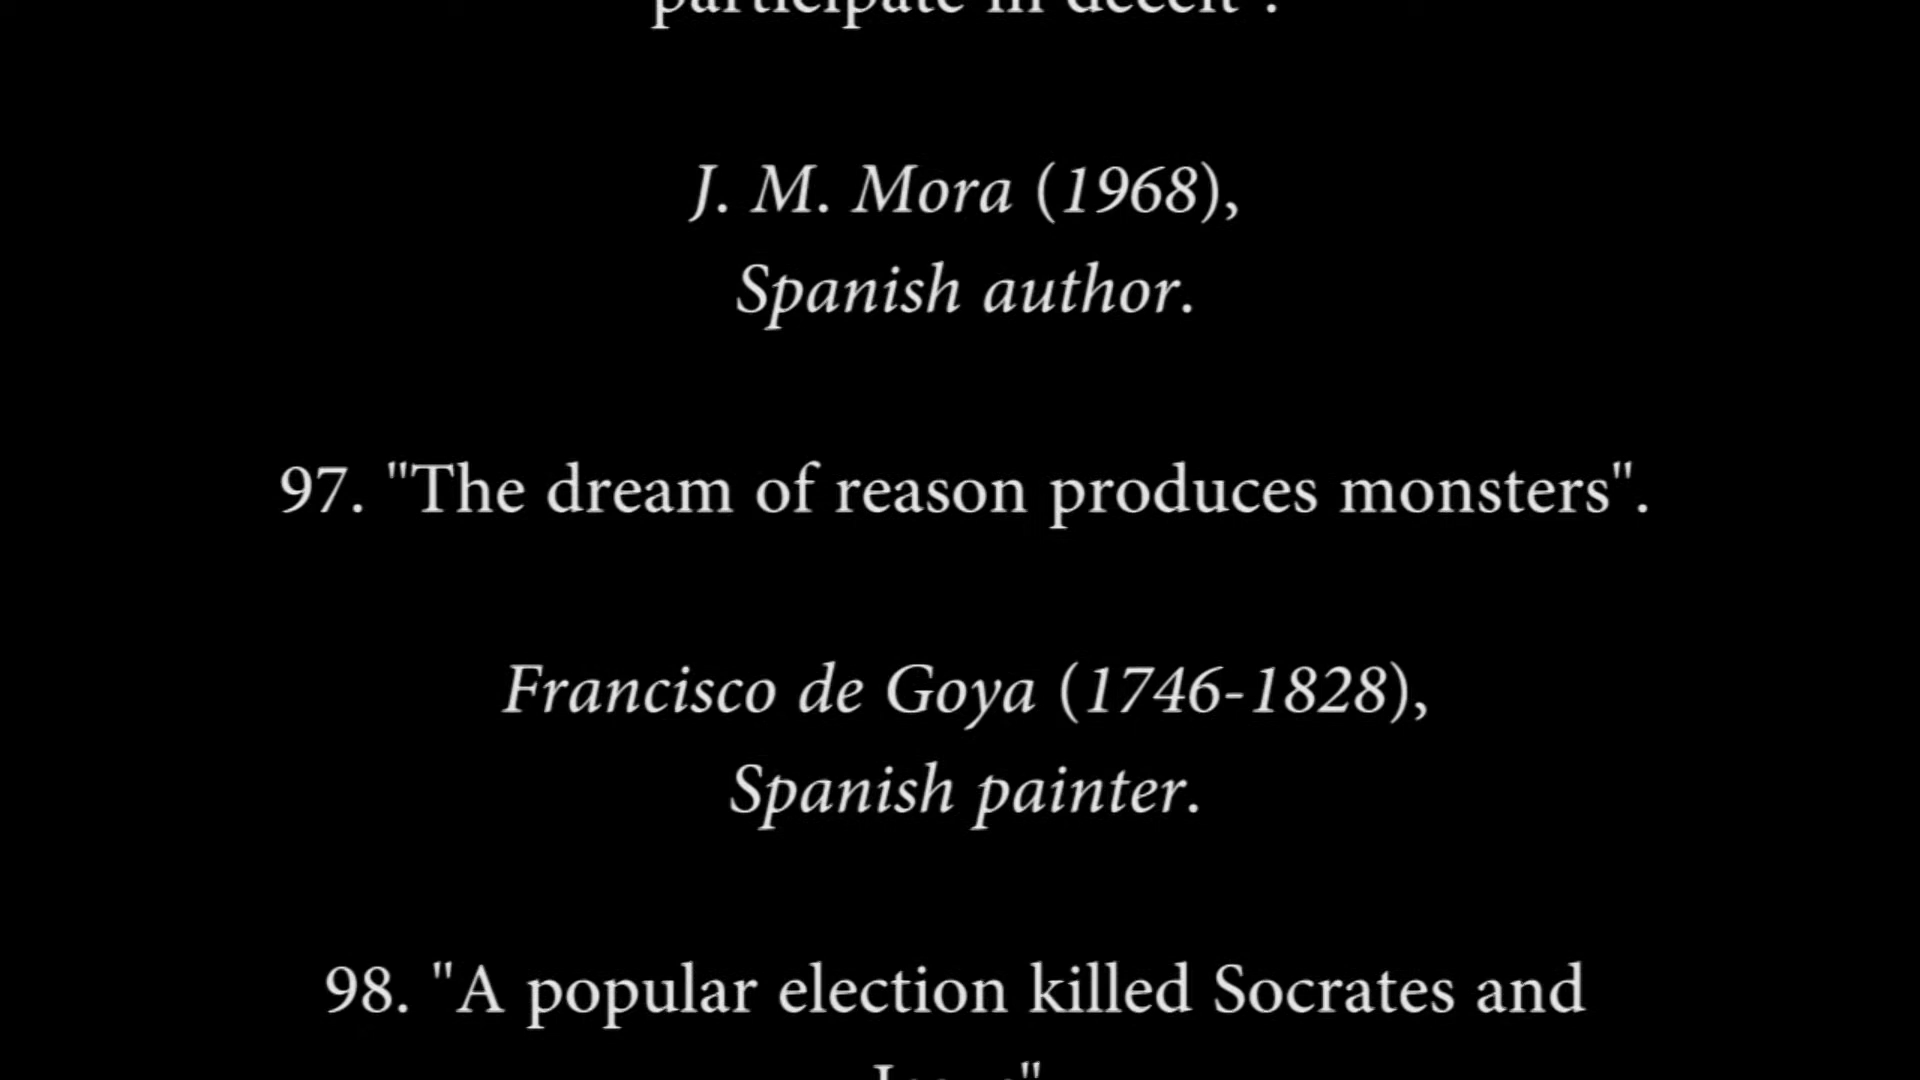 participate in deceit".
J. M. Mora (1968),
Spanish author.
97. "The dream of reason produces monsters".
Francisco de Goya (1746-1828),
Spanish painter.
98. "A popular election killed Socrates and